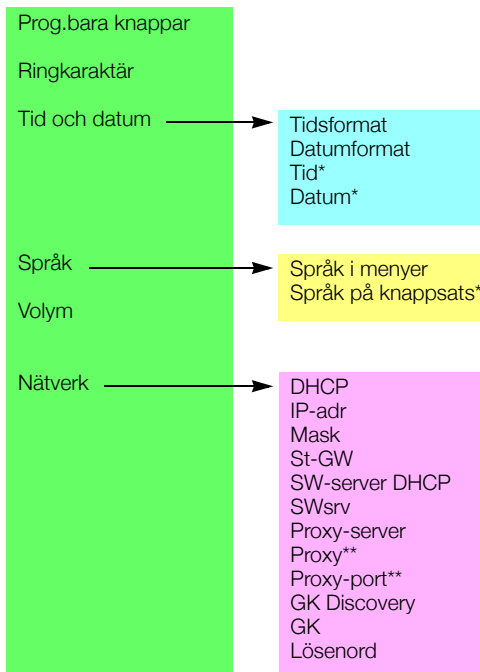 Prog.bara knappar
Ringkaraktär
Tid och datum
Tidsformat
Datumformat
Tid*
Datum*
Språk
Språk i menyer
Språk på knappsats*
Volym
Nätverk
DHCP
IP-adr
Mask
St-GW
SW-server DHCP
SWsrv
Proxy-server
Proxy**
Proxy-port**
GK Discovery
GK
Lösenord